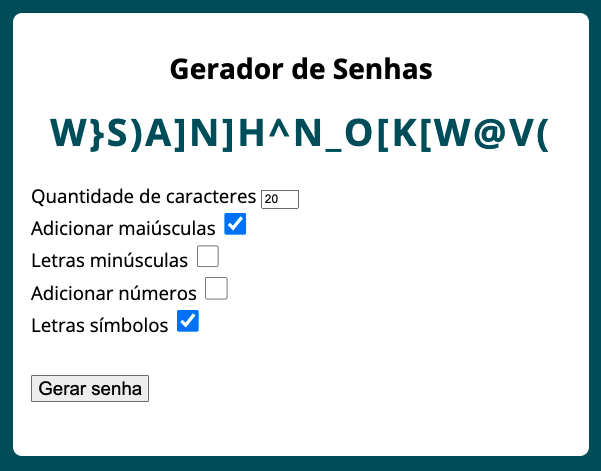 Gerador de Senhas
W}S)A]N]H^N_O[K[W@V(
Quantidade de caracteres 20
Adicionar maiúsculas
Letras minúsculas
Adicionar números
Letras símbolos
Gerar senha